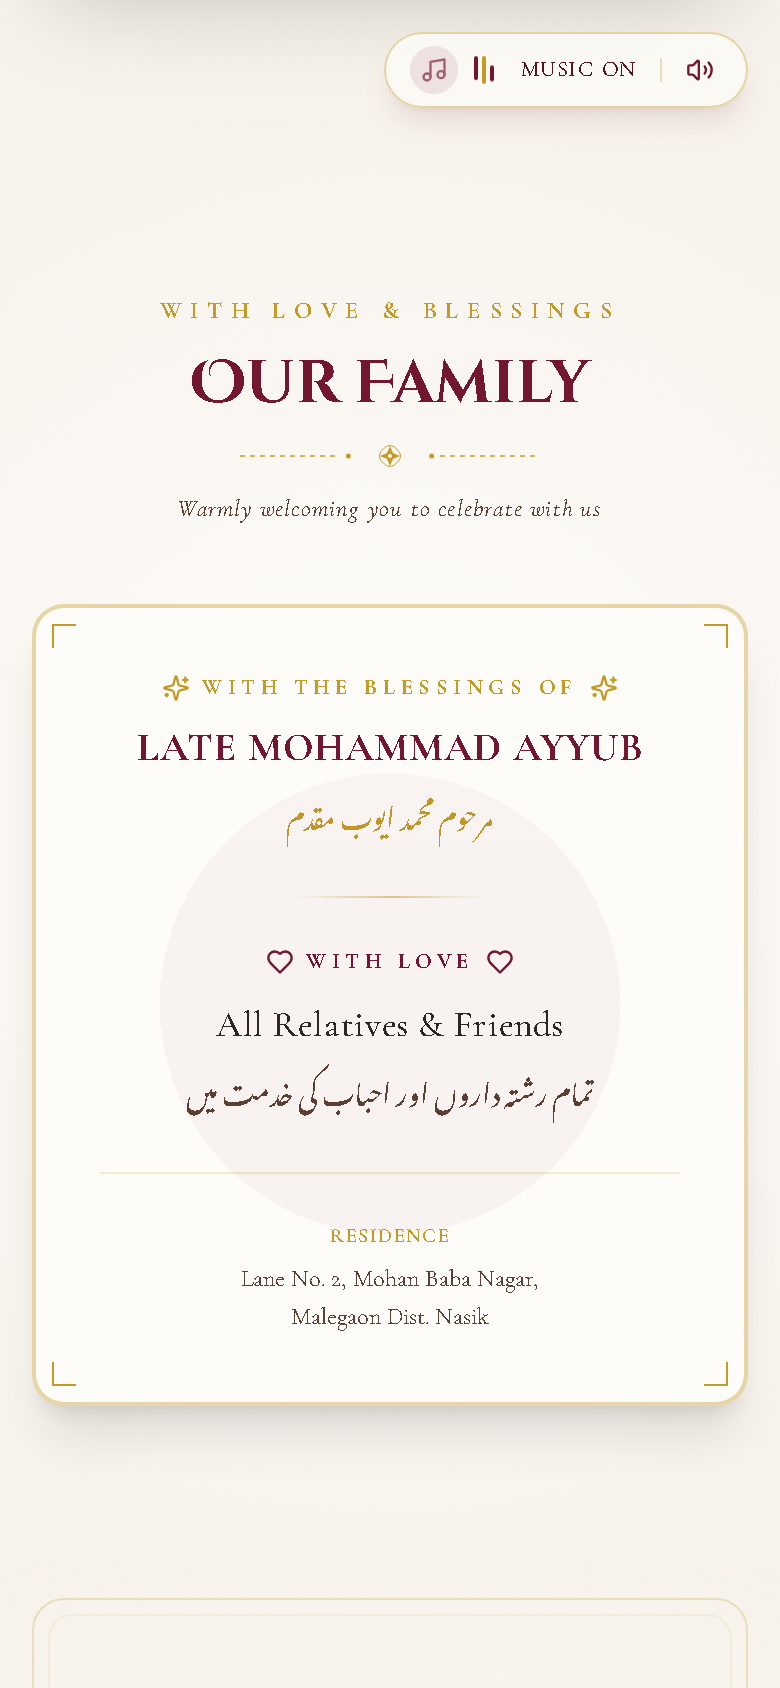 MUSIC ON
WITH LOVE & BLESSINGS
OUR FAMILY
Warmly welcoming you to celebrate with us
WITH THE BLESSINGS OF
LATE MOHAMMAD AYYUB
مرحوم محمد ایوب مقدم
WITH LOVE
All Relatives & Friends
تمام رشتہ داروں اور احباب کی خدمت میں
RESIDENCE
Lane No. 2, Mohan Baba Nagar,
Malegaon Dist. Nasik